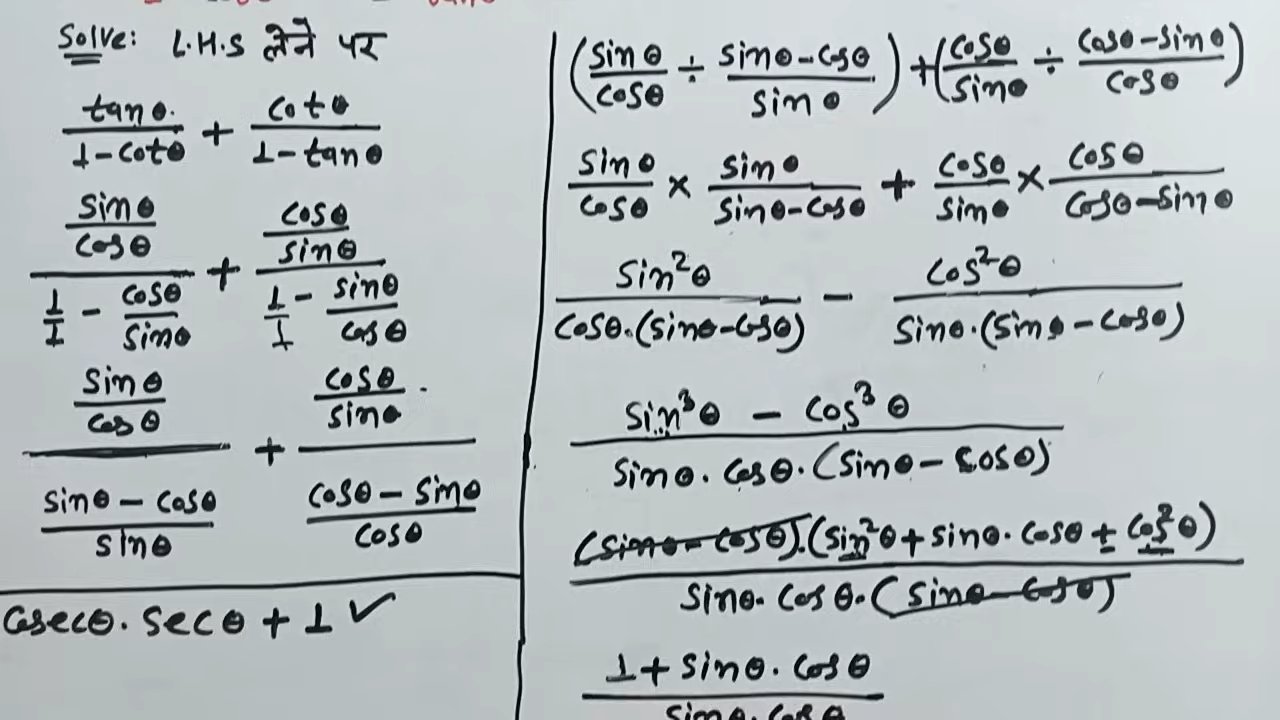 Solve: L.H.S लेने पर
tanθ/(1-cotθ) + cotθ/(1-tanθ)
(sinθ/cosθ)/(1/1 - cosθ/sinθ) + (cosθ/sinθ)/(1/1 - sinθ/cosθ)
(sinθ/cosθ)/((sinθ-cosθ)/sinθ) + (cosθ/sinθ)/((cosθ-sinθ)/cosθ)
cosecθ.secθ+1 ✓
(sinθ/cosθ ÷ (sinθ-cosθ)/sinθ) + (cosθ/sinθ ÷ (cosθ-sinθ)/cosθ)
sinθ/cosθ × sinθ/(sinθ-cosθ) + cosθ/sinθ × cosθ/(cosθ-sinθ)
sin²θ/(cosθ.(sinθ-cosθ)) - cos²θ/(sinθ.(sinθ-cosθ))
(sin³θ - cos³θ)/(sinθ.cosθ.(sinθ-cosθ))
(sinθ-cosθ).(sin²θ+sinθ.cosθ+cos²θ)/(sinθ.cosθ.(sinθ-cosθ))
(1+sinθ.cosθ)/(sinθ.cosθ)